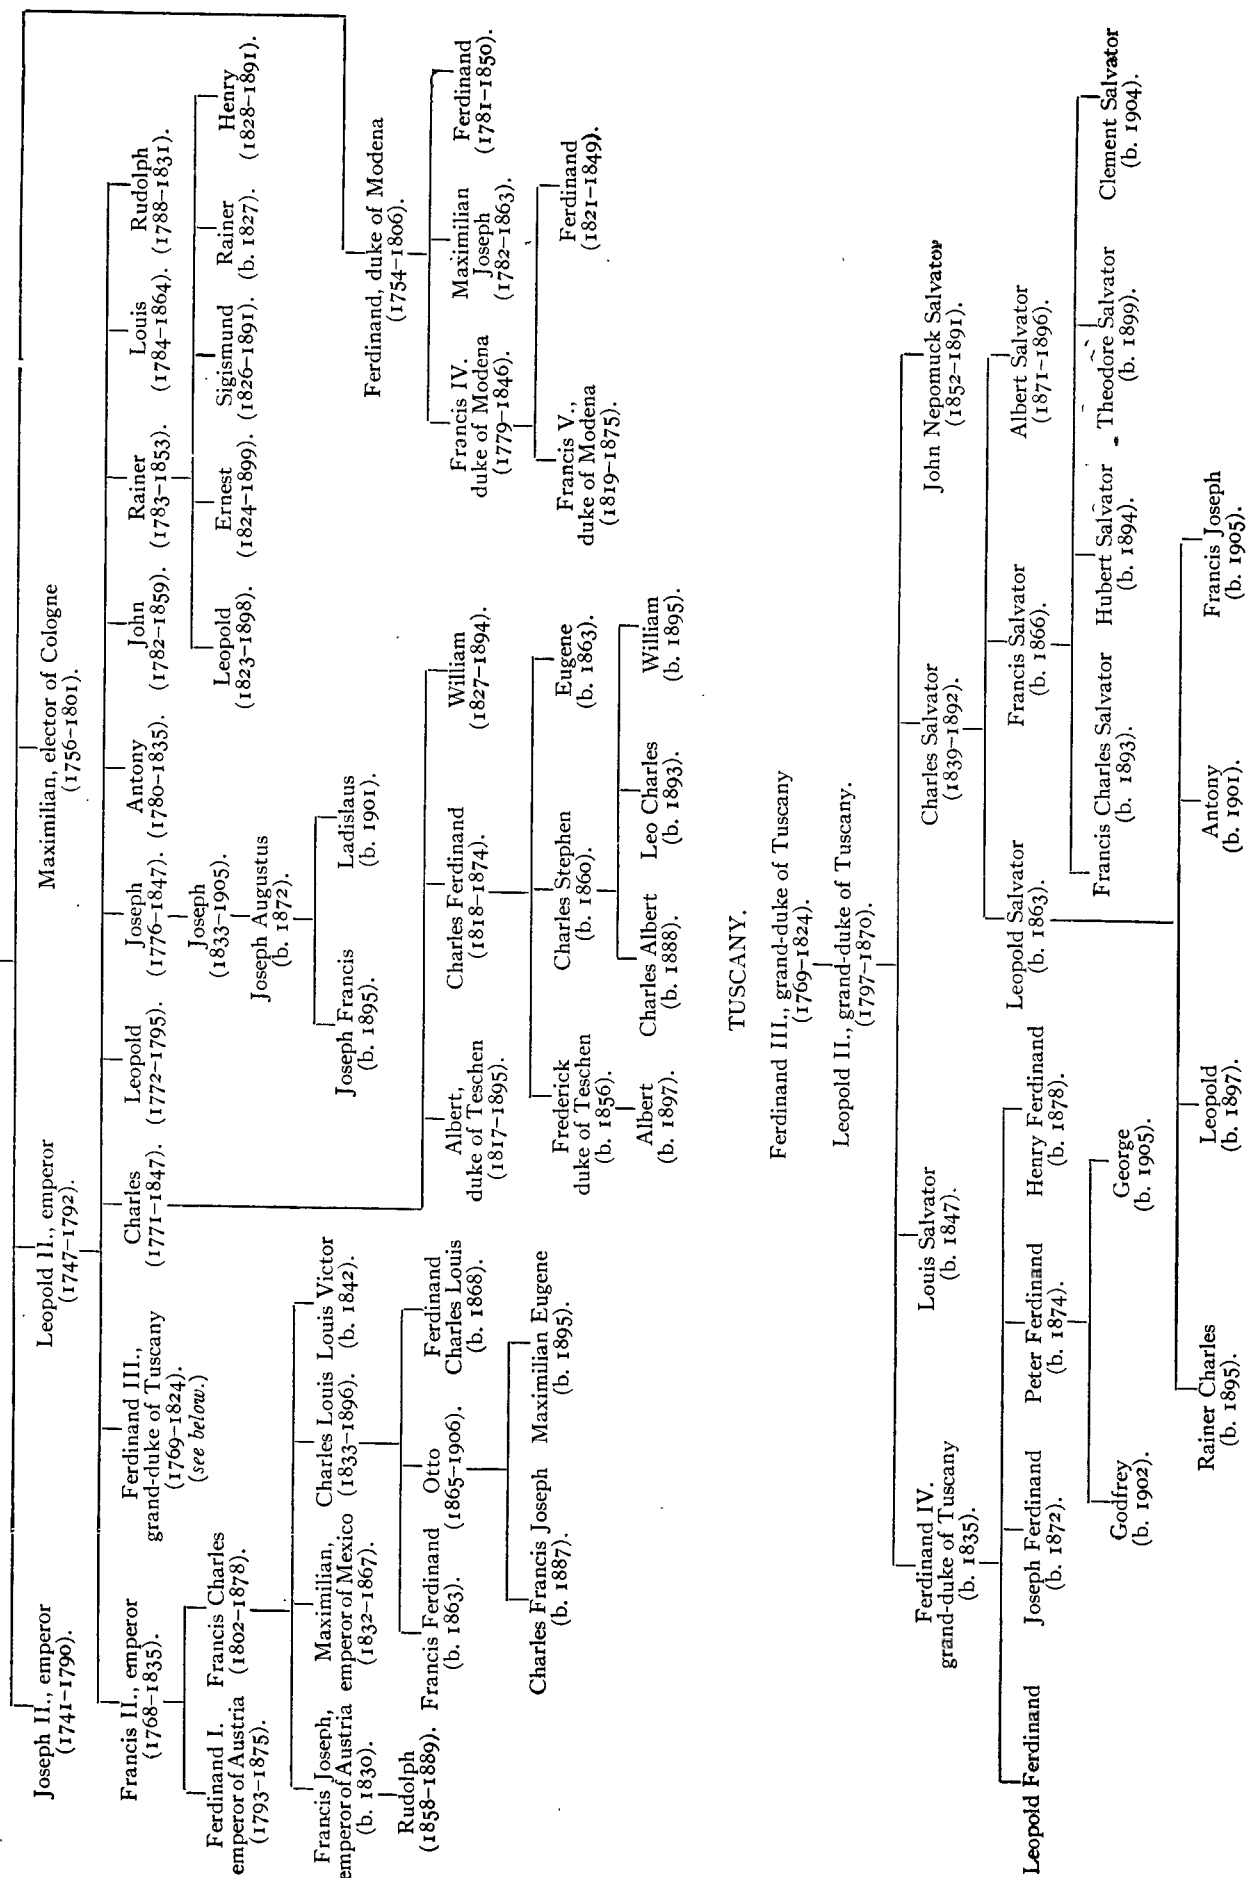 Joseph II., emperor
(1741–1790).
Leopold II., emperor
(1747–1792).
Maximilian, elector of Cologne
(1756–1801).
Francis II., emperor
(1768–1835).
Ferdinand III.,
grand-duke of Tuscany
(1769–1824).
(see below.)
Charles
(1771–1847).
Leopold
(1772–1795).
Joseph
(1776–1847).
Antony
(1780–1835).
John
(1782–1859).
Rainer
(1783–1853).
Louis
(1784–1864).
Rudolph
(1788–1831).
Ferdinand I.
emperor of Austria
(1793–1875).
Francis Charles
(1802–1878).
Joseph
(1833–1905).
Joseph Augustus
(b. 1872).
Joseph Francis
(b. 1895).
Ladislaus
(b. 1901).
Leopold
(1823–1898).
Ernest
(1824–1899).
Sigismund
(1826–1891).
Rainer
(b. 1827).
Henry
(1828–1891).
Francis Joseph,
emperor of Austria
(b. 1830).
Maximilian,
emperor of Mexico
(1832–1867).
Charles Louis
(1833–1896).
Louis Victor
(b. 1842).
Rudolph
(1858–1889).
Francis Ferdinand
(b. 1863).
Otto
(1865–1906).
Ferdinand
Charles Louis
(b. 1868).
Charles Francis Joseph
(b. 1887).
Maximilian Eugene
(b. 1895).
Albert,
duke of Teschen
(1817–1895).
Charles Ferdinand
(1818–1874).
William
(1827–1894).
Frederick
duke of Teschen
(b. 1856).
Charles Stephen
(b. 1860).
Eugene
(b. 1863).
Albert
(b. 1897).
Charles Albert
(b. 1888).
Leo Charles
(b. 1893).
William
(b. 1895).
Ferdinand, duke of Modena
(1754–1806).
Francis IV.
duke of Modena
(1779–1846).
Maximilian
Joseph
(1782–1863).
Ferdinand
(1781–1850).
Francis V.,
duke of Modena
(1819–1875).
Ferdinand
(1821–1849).
TUSCANY.
Ferdinand III., grand-duke of Tuscany
(1769–1824).
Leopold II., grand-duke of Tuscany.
(1797–1870).
Ferdinand IV.
grand-duke of Tuscany
(b. 1835).
Louis Salvator
(b. 1847).
Charles Salvator
(1839–1892).
John Nepomuck Salvator
(1852–1891).
Leopold Ferdinand
Joseph Ferdinand
(b. 1872).
Peter Ferdinand
(b. 1874).
Henry Ferdinand
(b. 1878).
Leopold Salvator
(b. 1863).
Francis Salvator
(b. 1866).
Albert Salvator
(1871–1896).
Godfrey
(b. 1902).
George
(b. 1905).
Francis Charles Salvator
(b. 1893).
Hubert Salvator
(b. 1894).
Theodore Salvator
(b. 1899).
Clement Salvator
(b. 1904).
Rainer Charles
(b. 1895).
Leopold
(b. 1897).
Antony
(b. 1901).
Francis Joseph
(b. 1905).